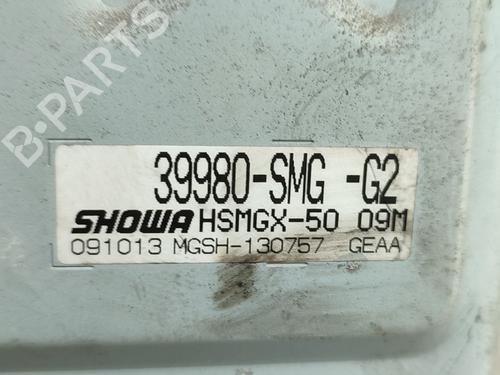 B-PARTS
39980-SMG -G2
SHOWA HSMGX-50 09M
091013 MGSH-130757 GEAA